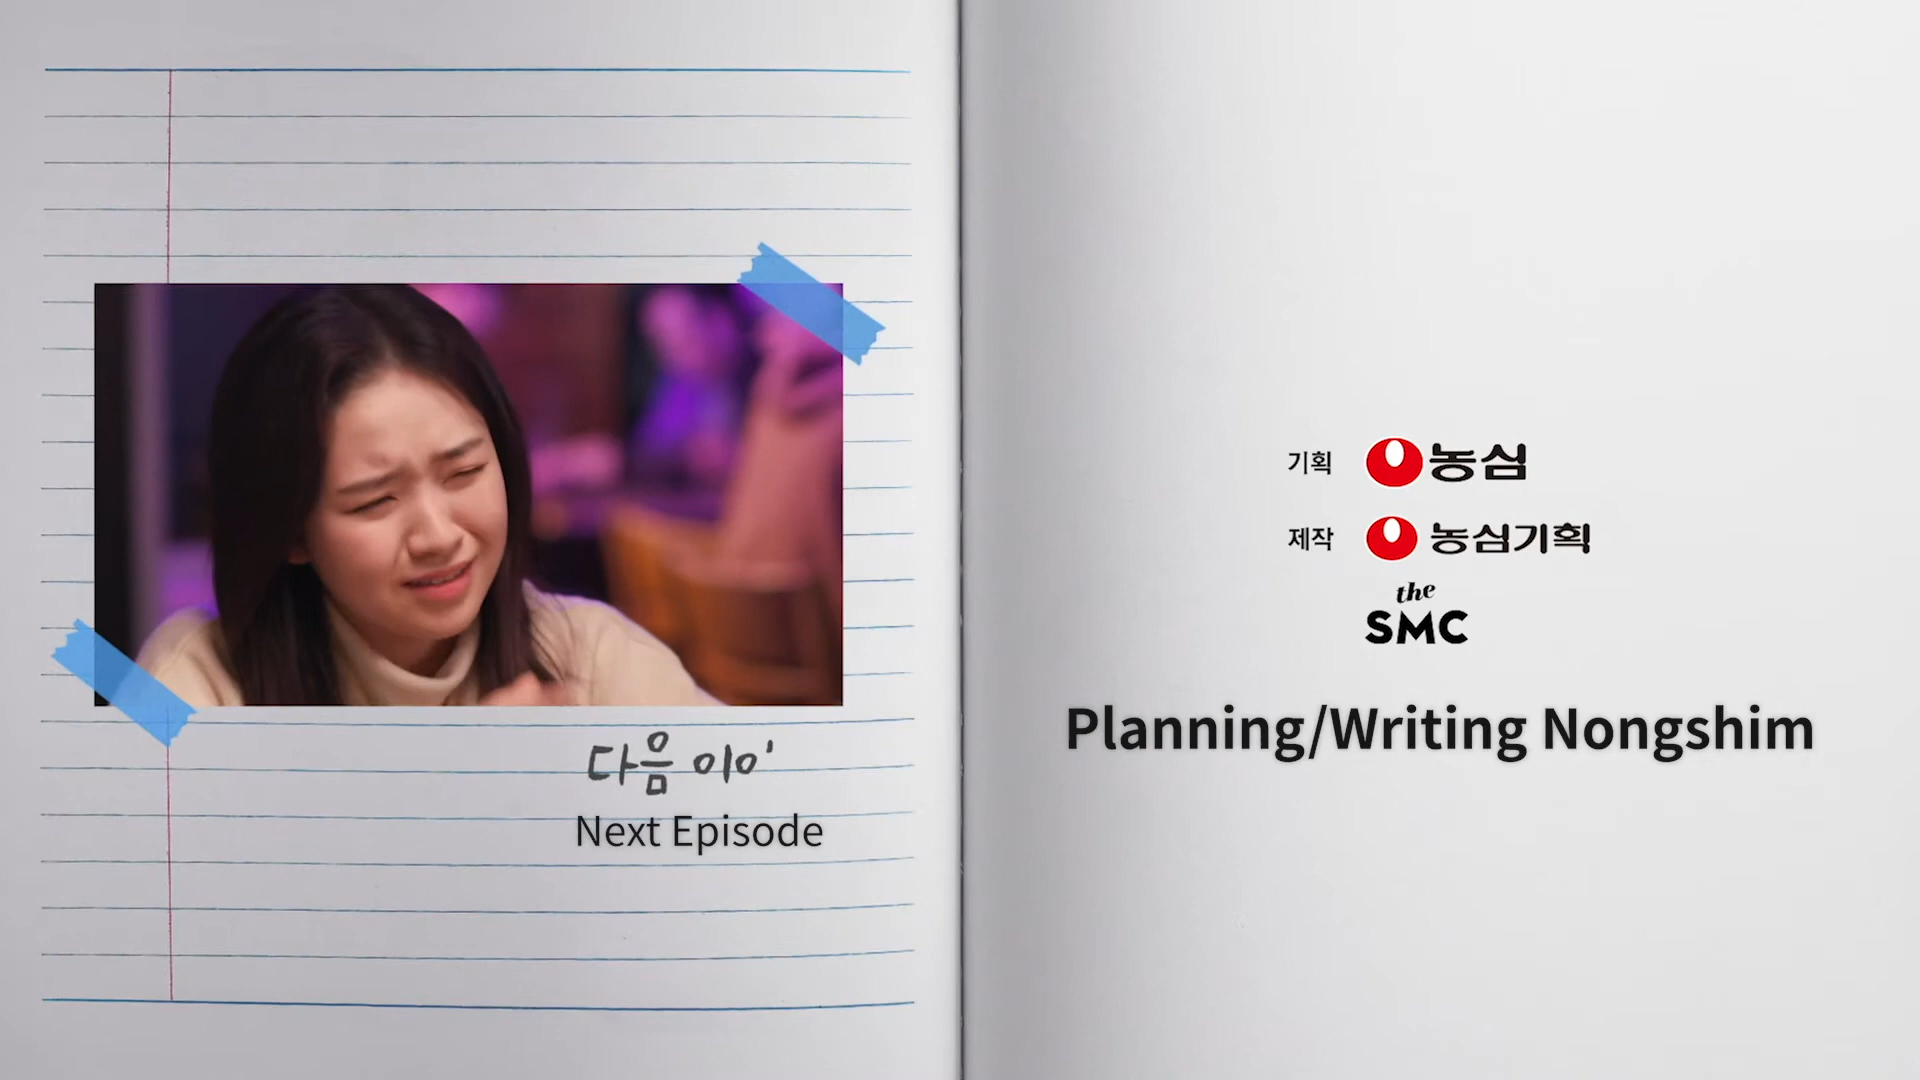 다음 이야
Next Episode
기획 농심
제작 농심기획
the
SMC
Planning/Writing Nongshim